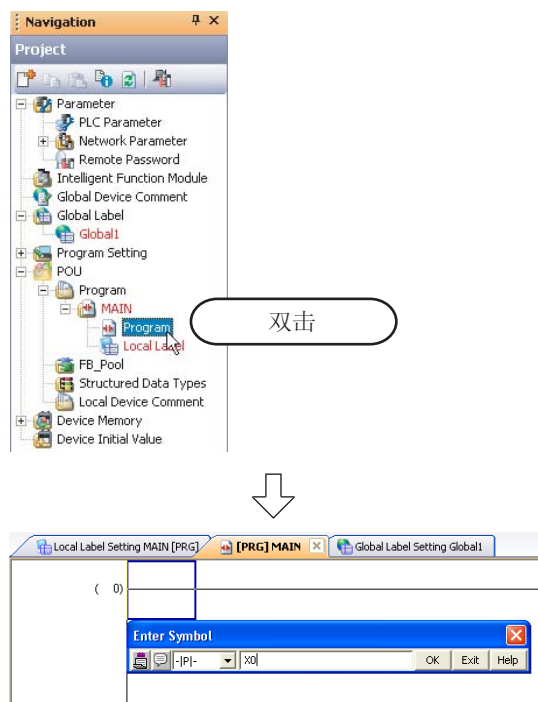 Navigation
Project
Parameter
PLC Parameter
Network Parameter
Remote Password
Intelligent Function Module
Global Device Comment
Global Label
Global1
Program Setting
POU
Program
MAIN
Program
双击
Local Label
FB_Pool
Structured Data Types
Local Device Comment
Device Memory
Device Initial Value
Local Label Setting MAIN [PRG] [PRG] MAIN Global Label Setting Global1
( 0)
Enter Symbol
-|P|- X0 OK Exit Help